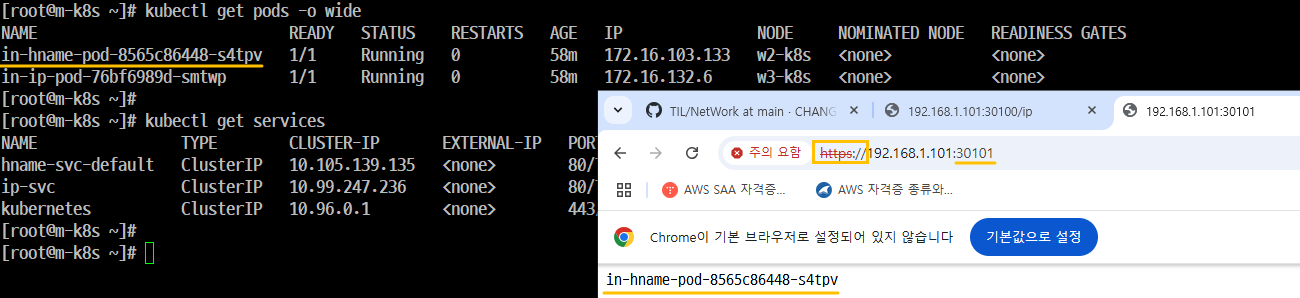 [root@m-k8s ~]# kubectl get pods -o wide
NAME READY STATUS RESTARTS AGE IP NODE NOMINATED NODE READINESS GATES
in-hname-pod-8565c86448-s4tpv 1/1 Running 0 58m 172.16.103.133 w2-k8s <none> <none>
in-ip-pod-76bf6989d-smtwp 1/1 Running 0 58m 172.16.132.6 w3-k8s <none> <none>
[root@m-k8s ~]#
[root@m-k8s ~]# kubectl get services
NAME TYPE CLUSTER-IP EXTERNAL-IP POR
hname-svc-default ClusterIP 10.105.139.135 <none> 80/
ip-svc ClusterIP 10.99.247.236 <none> 80/
kubernetes ClusterIP 10.96.0.1 <none> 443
[root@m-k8s ~]#
[root@m-k8s ~]#
TIL/NetWork at main · CHANG 192.168.1.101:30100/ip 192.168.1.101:30101
주의 요함 https://192.168.1.101:30101
AWS SAA 자격증... AWS 자격증 종류와...
Chrome이 기본 브라우저로 설정되어 있지 않습니다 기본값으로 설정
in-hname-pod-8565c86448-s4tpv